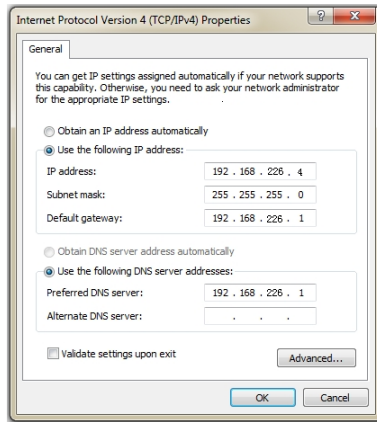 Internet Protocol Version 4 (TCP/IPv4) Properties
General
You can get IP settings assigned automatically if your network supports
this capability. Otherwise, you need to ask your network administrator
for the appropriate IP settings.
Obtain an IP address automatically
Use the following IP address:
IP address: 192 . 168 . 226 . 4
Subnet mask: 255 . 255 . 255 . 0
Default gateway: 192 . 168 . 226 . 1
Obtain DNS server address automatically
Use the following DNS server addresses:
Preferred DNS server: 192 . 168 . 226 . 1
Alternate DNS server: . . .
Validate settings upon exit
Advanced...
OK Cancel